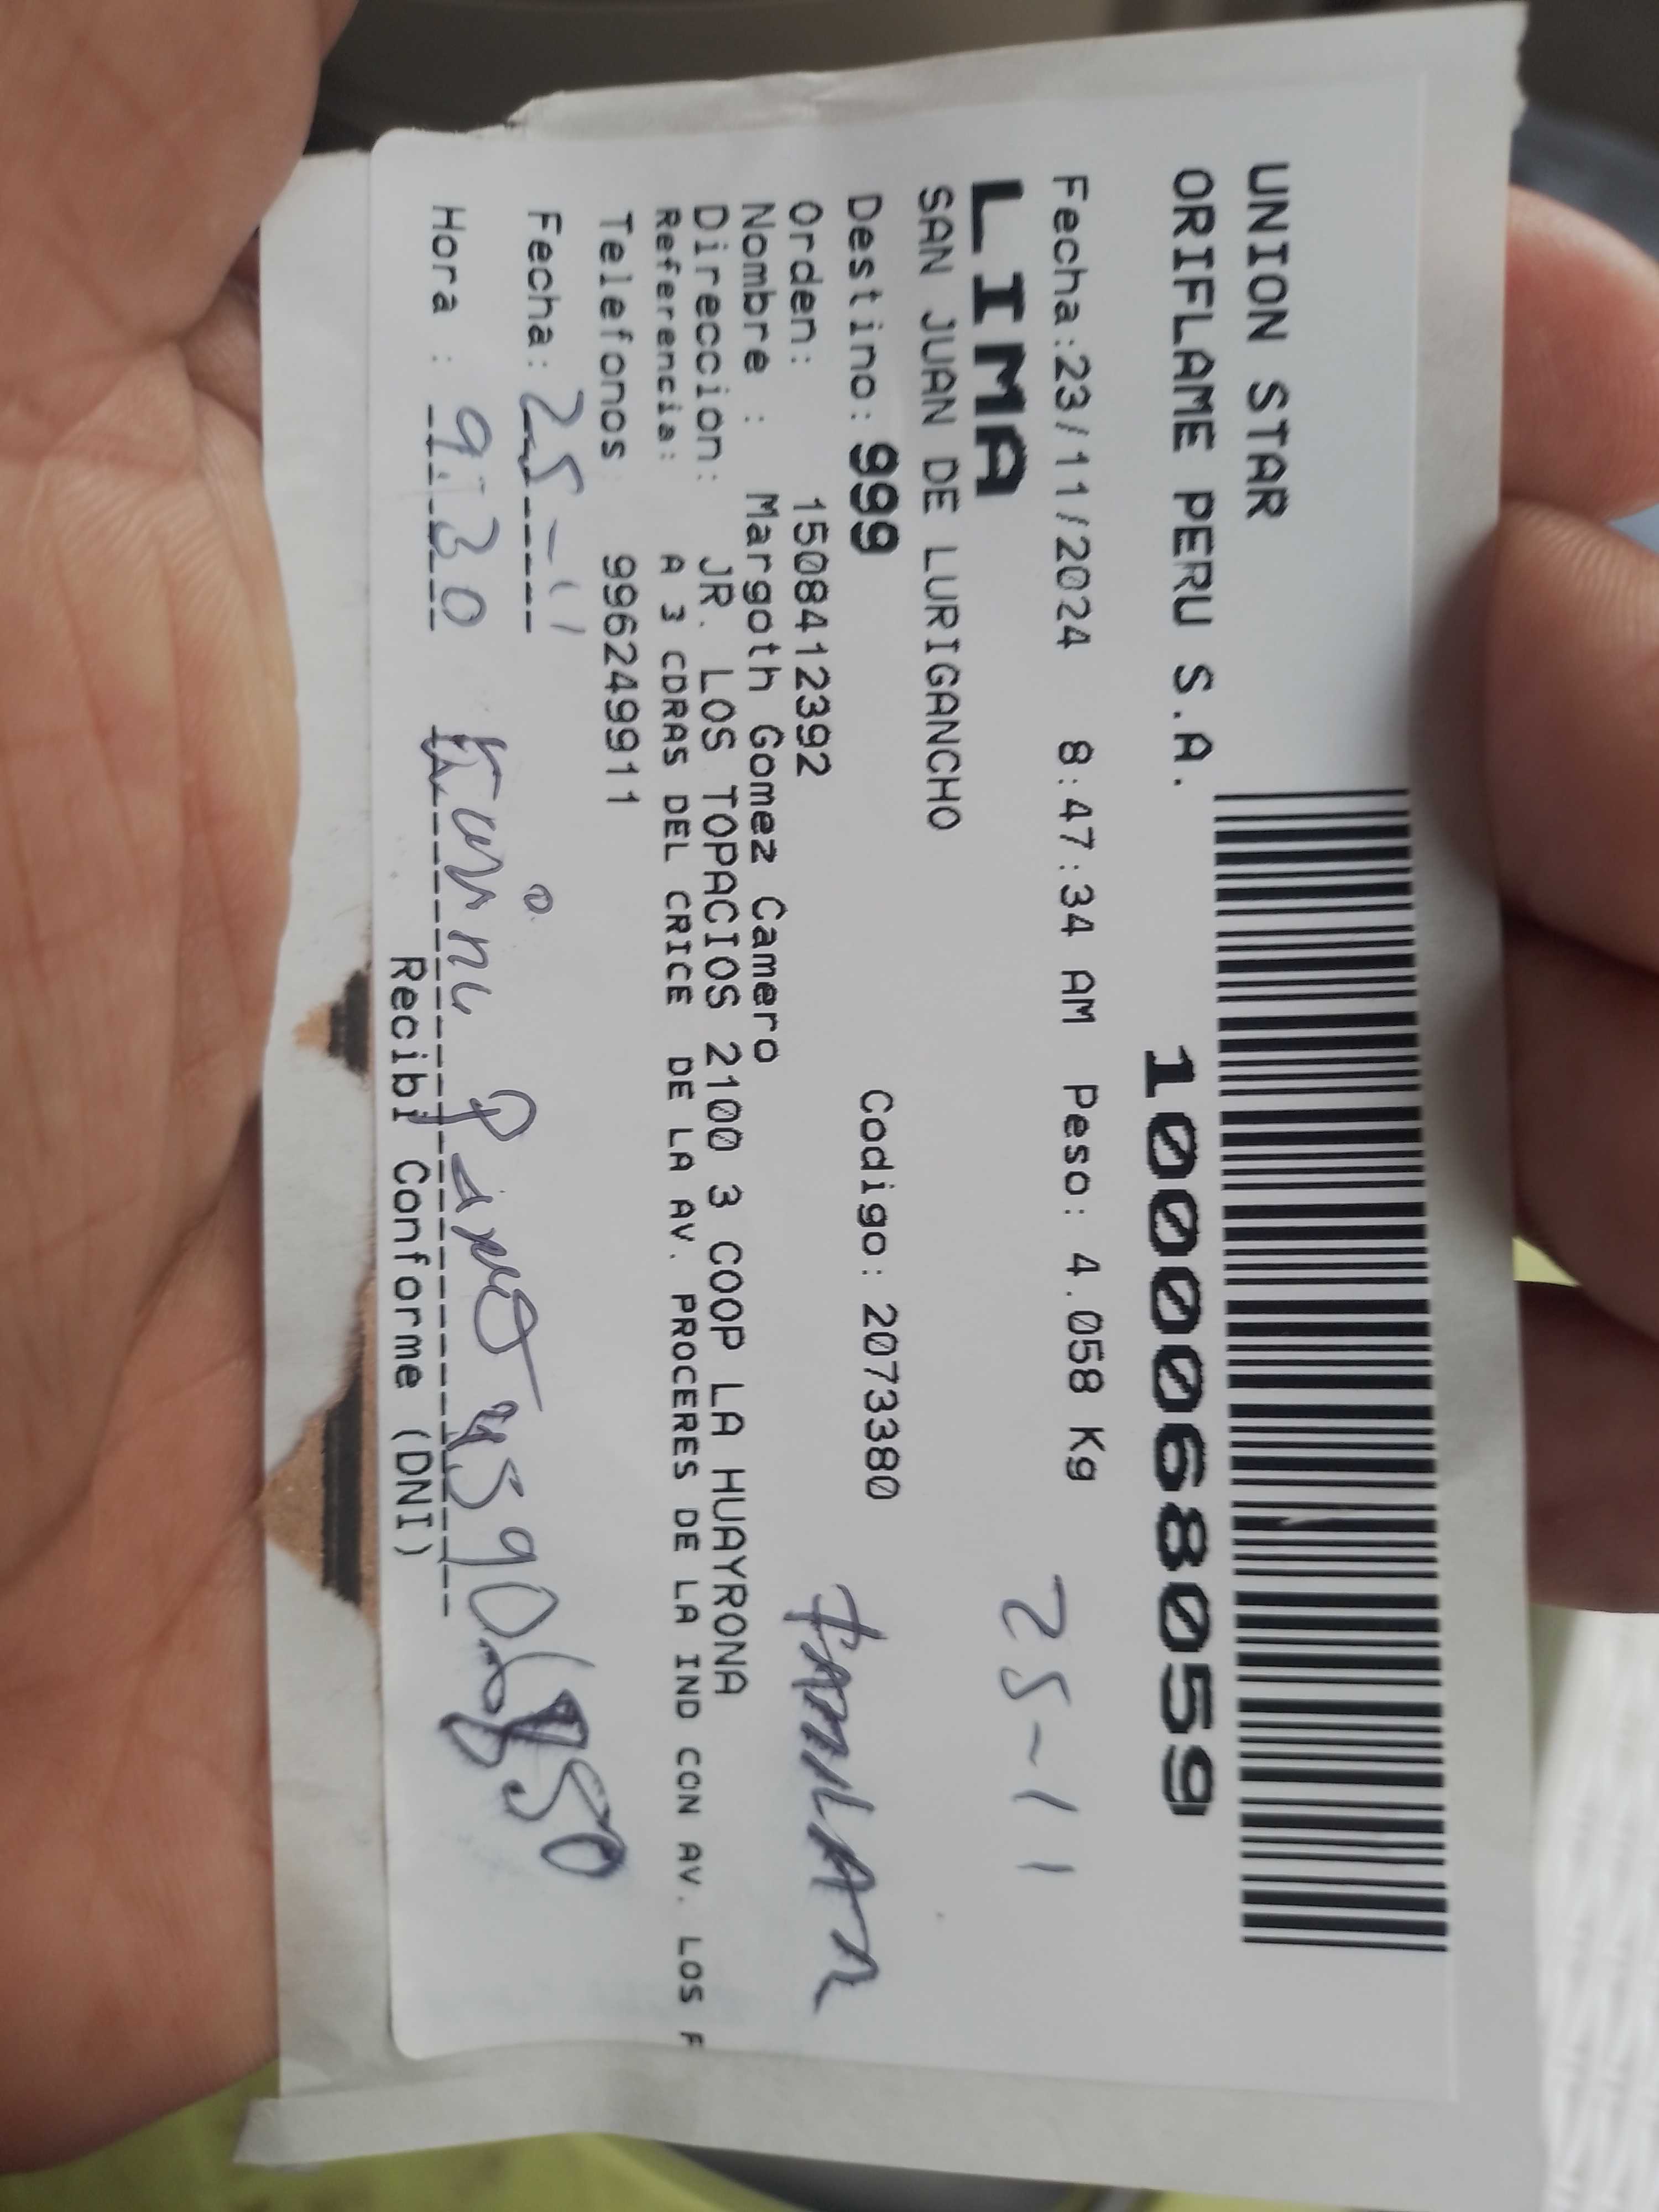 UNION STAR
ORIFLAME PERU S.A.
10000068059
Fecha:23/11/2024 8:47:34 AM Peso: 4.058 Kg
25-11
LIMA
SAN JUAN DE LURIGANCHO
Destino: 999 Codigo: 2073380
Orden: 1508412392
FAMILIAR
Nombre : Margoth Gomez Camero
Direccion: JR. LOS TOPACIOS 2100 3 COOP LA HUAYRONA
Referencia: A 3 CDRAS DEL CRICE DE LA AV. PROCERES DE LA IND CON AV. LOS F
Telefonos 996249911
Fecha: 25-11
Hora : 9:30 Karina
Recibi Conforme (DNI)